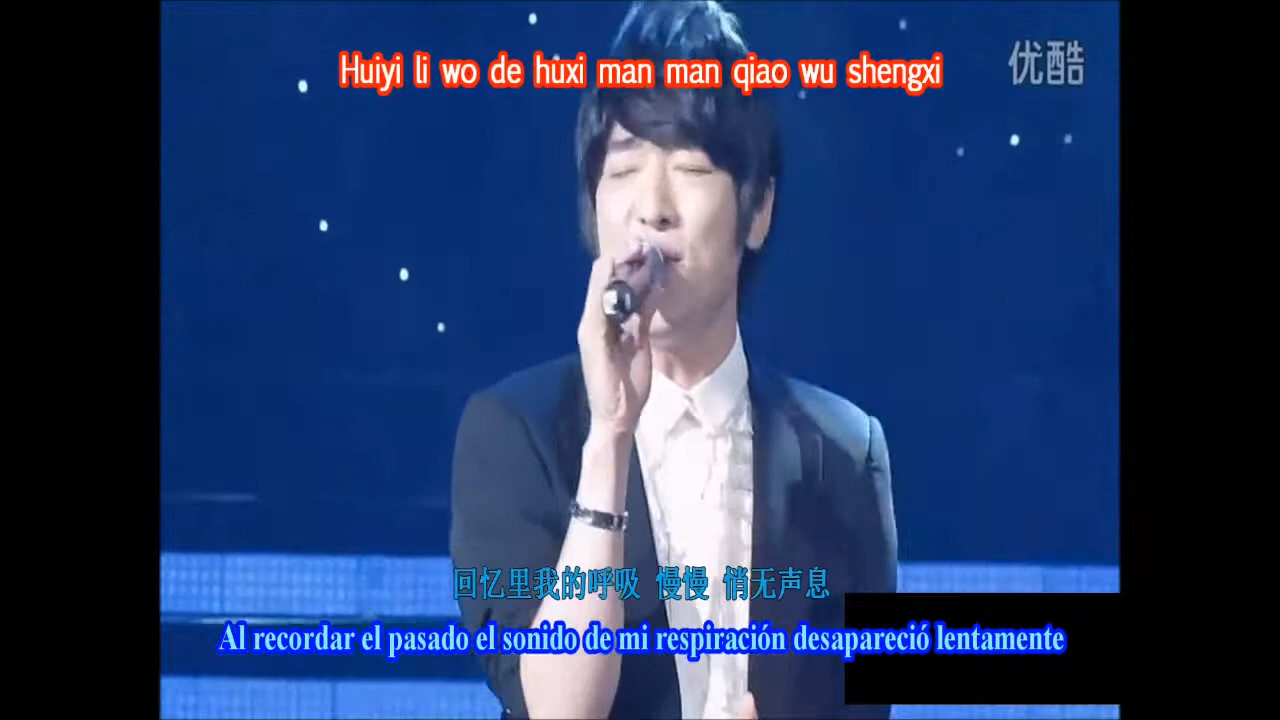 Huiyi li wo de huxi man man qiao wu shengxi
优酷
回忆里我的呼吸 慢慢 悄无声息
Al recordar el pasado el sonido de mi respiración desapareció lentamente